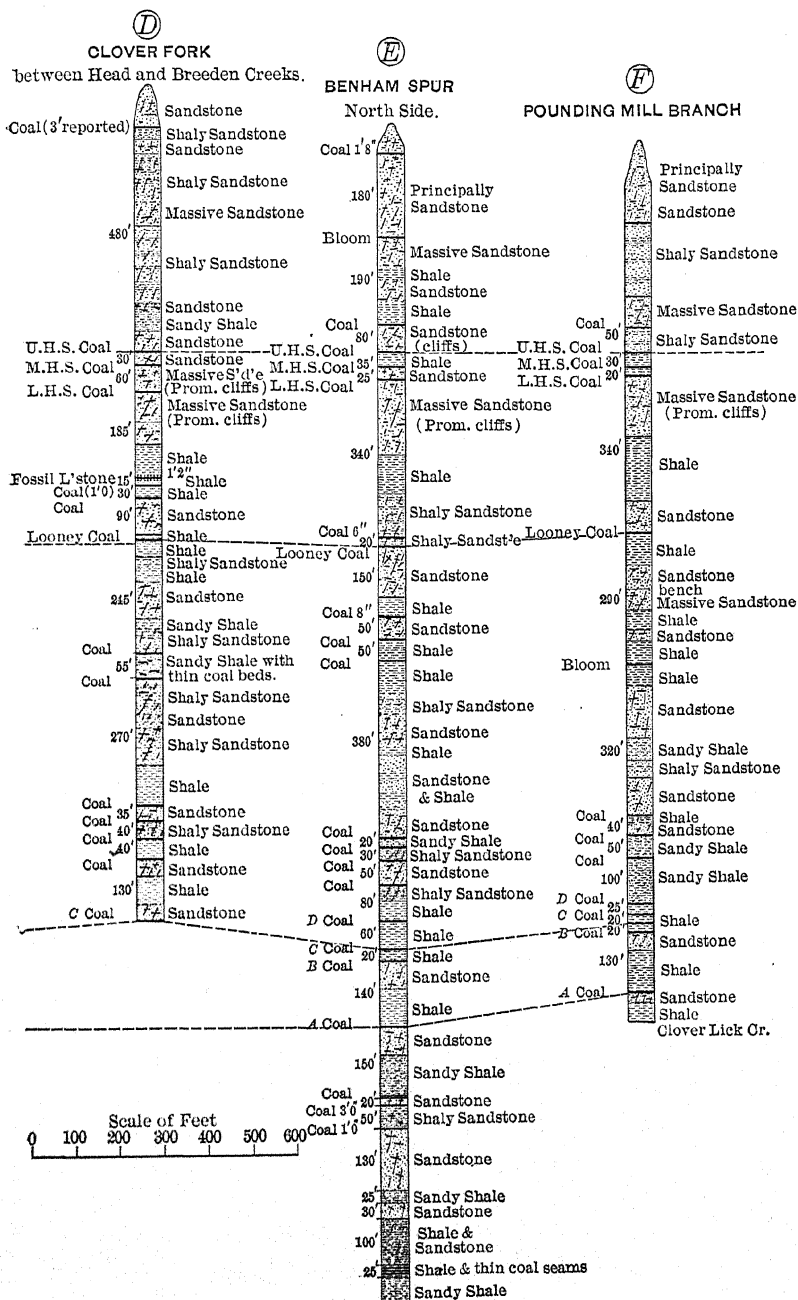 D
CLOVER FORK
between Head and Breeden Creeks.
Sandstone
Coal (3' reported)
Shaly Sandstone
Sandstone
Shaly Sandstone
Massive Sandstone
480'
Shaly Sandstone
Sandstone
Sandy Shale
Sandstone
U.H.S. Coal
30'
Sandstone
M.H.S. Coal
60'
Massive S'd'e
(Prom. cliffs)
L.H.S. Coal
Massive Sandstone
(Prom. cliffs)
185'
Shale
1'2"
Fossil L'stone 15'
Shale
Coal (1'0) 30'
Shale
Coal
90'
Sandstone
Looney Coal
Shale
Shale
Shaly Sandstone
Shale
245'
Sandstone
Sandy Shale
Shaly Sandstone
Coal
55'
Sandy Shale with
thin coal beds.
Coal
Shaly Sandstone
Sandstone
270'
Shaly Sandstone
Shale
Coal
35'
Sandstone
Coal
40'
Shaly Sandstone
Coal
40'
Shale
Coal
Sandstone
130'
Shale
C Coal
Sandstone
Scale of Feet
0 100 200 300 400 500 600
E
BENHAM SPUR
North Side.
Coal 1'8"
180'
Principally
Sandstone
Bloom
Massive Sandstone
190'
Shale
Sandstone
Shale
Coal
80'
Sandstone
(cliffs)
U.H.S. Coal
35'
Shale
M.H.S. Coal
25'
Sandstone
L.H.S. Coal
Massive Sandstone
(Prom. cliffs)
340'
Shale
Shaly Sandstone
Coal 6"
20'
Shaly Sandst'e
Looney Coal
150'
Sandstone
Coal 8"
Shale
50'
Sandstone
Coal
50'
Shale
Coal
Shale
Shaly Sandstone
380'
Sandstone
Shale
Sandstone
& Shale
Sandstone
Coal
20'
Sandy Shale
Coal
30'
Shaly Sandstone
Coal
50'
Sandstone
Coal
80'
Shaly Sandstone
Shale
D Coal
60'
Shale
C Coal
20'
Shale
B Coal
Sandstone
140'
Shale
A Coal
Sandstone
150'
Sandy Shale
Coal
20'
Sandstone
Coal 3'0"
50'
Shaly Sandstone
Coal 1'0"
130'
Sandstone
25'
Sandy Shale
30'
Sandstone
100'
Shale &
Sandstone
25'
Shale & thin coal seams
Sandy Shale
F
POUNDING MILL BRANCH
Principally
Sandstone
Sandstone
Shaly Sandstone
Massive Sandstone
Coal
50'
Shaly Sandstone
U.H.S. Coal
M.H.S. Coal 30'
L.H.S. Coal 20'
Massive Sandstone
(Prom. cliffs)
340'
Shale
Sandstone
Looney Coal
Shale
Sandstone
bench
290'
Massive Sandstone
Shale
Sandstone
Shale
Bloom
Shale
Sandstone
320'
Sandy Shale
Shaly Sandstone
Sandstone
Coal
Shale
40'
Sandstone
Coal
50'
Sandy Shale
Coal
100'
Sandy Shale
D Coal
25'
C Coal
20'
Shale
B Coal
20'
Sandstone
130'
Shale
A Coal
Sandstone
Shale
Clover Lick Cr.